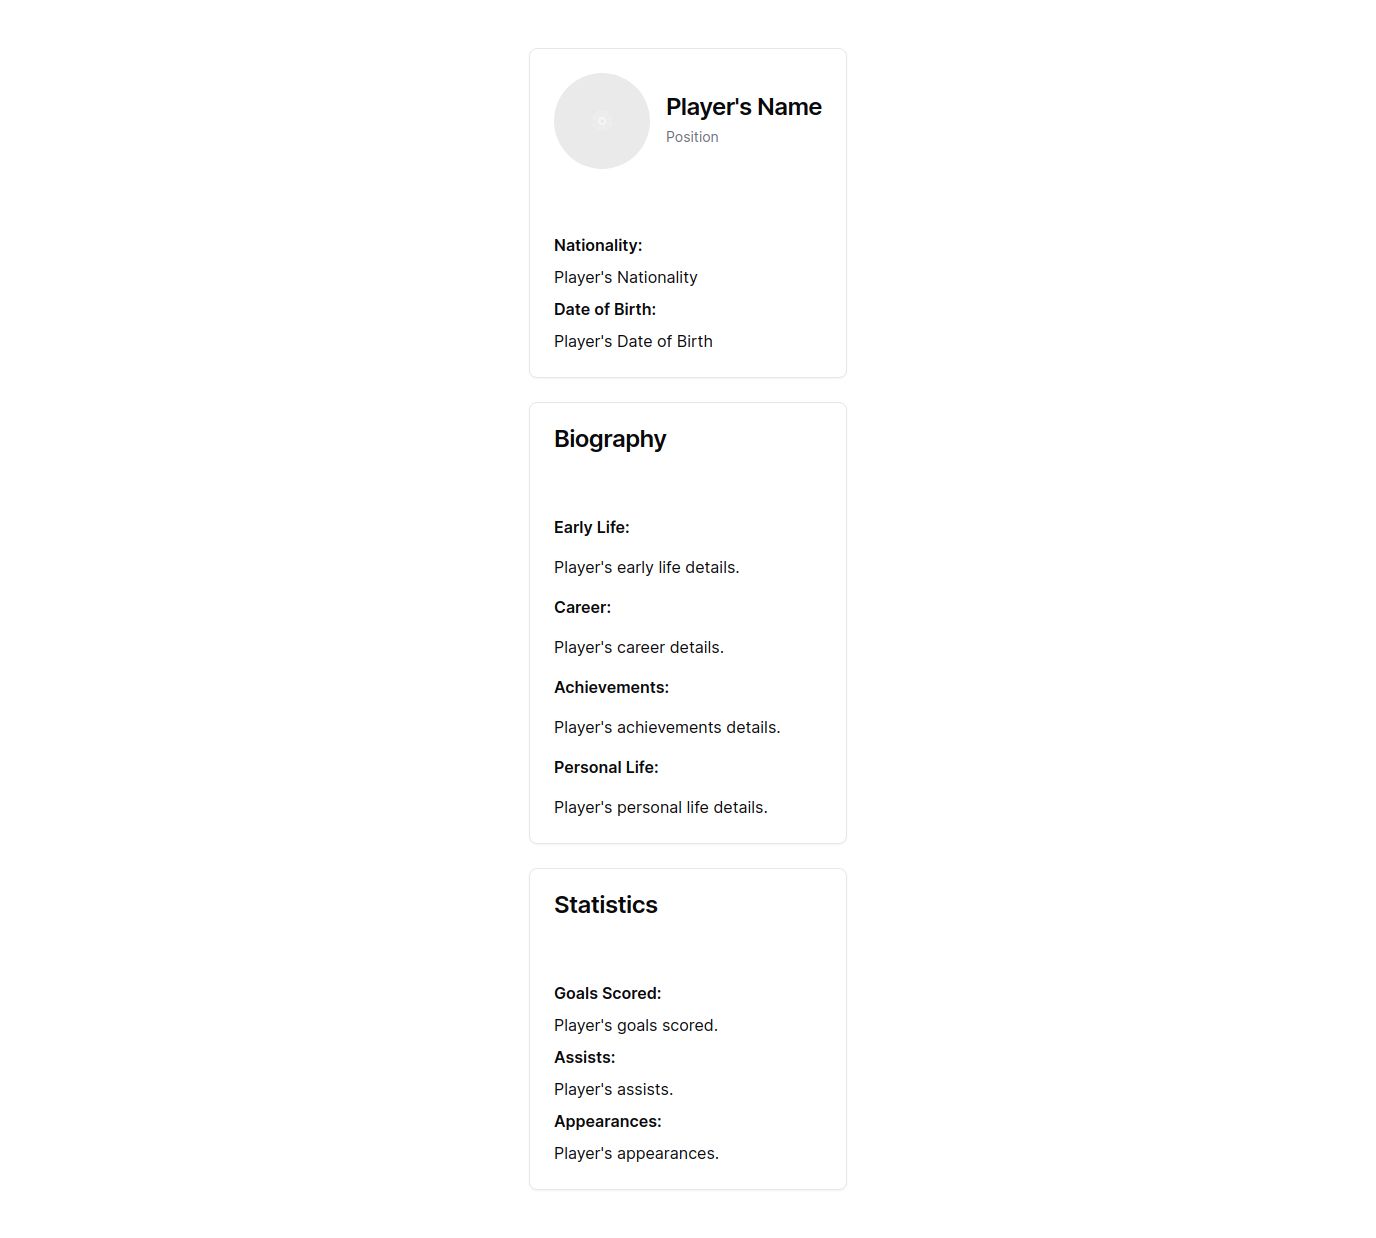 Player's Name
Position
Nationality:
Player's Nationality
Date of Birth:
Player's Date of Birth
Biography
Early Life:
Player's early life details.
Career:
Player's career details.
Achievements:
Player's achievements details.
Personal Life:
Player's personal life details.
Statistics
Goals Scored:
Player's goals scored.
Assists:
Player's assists.
Appearances:
Player's appearances.